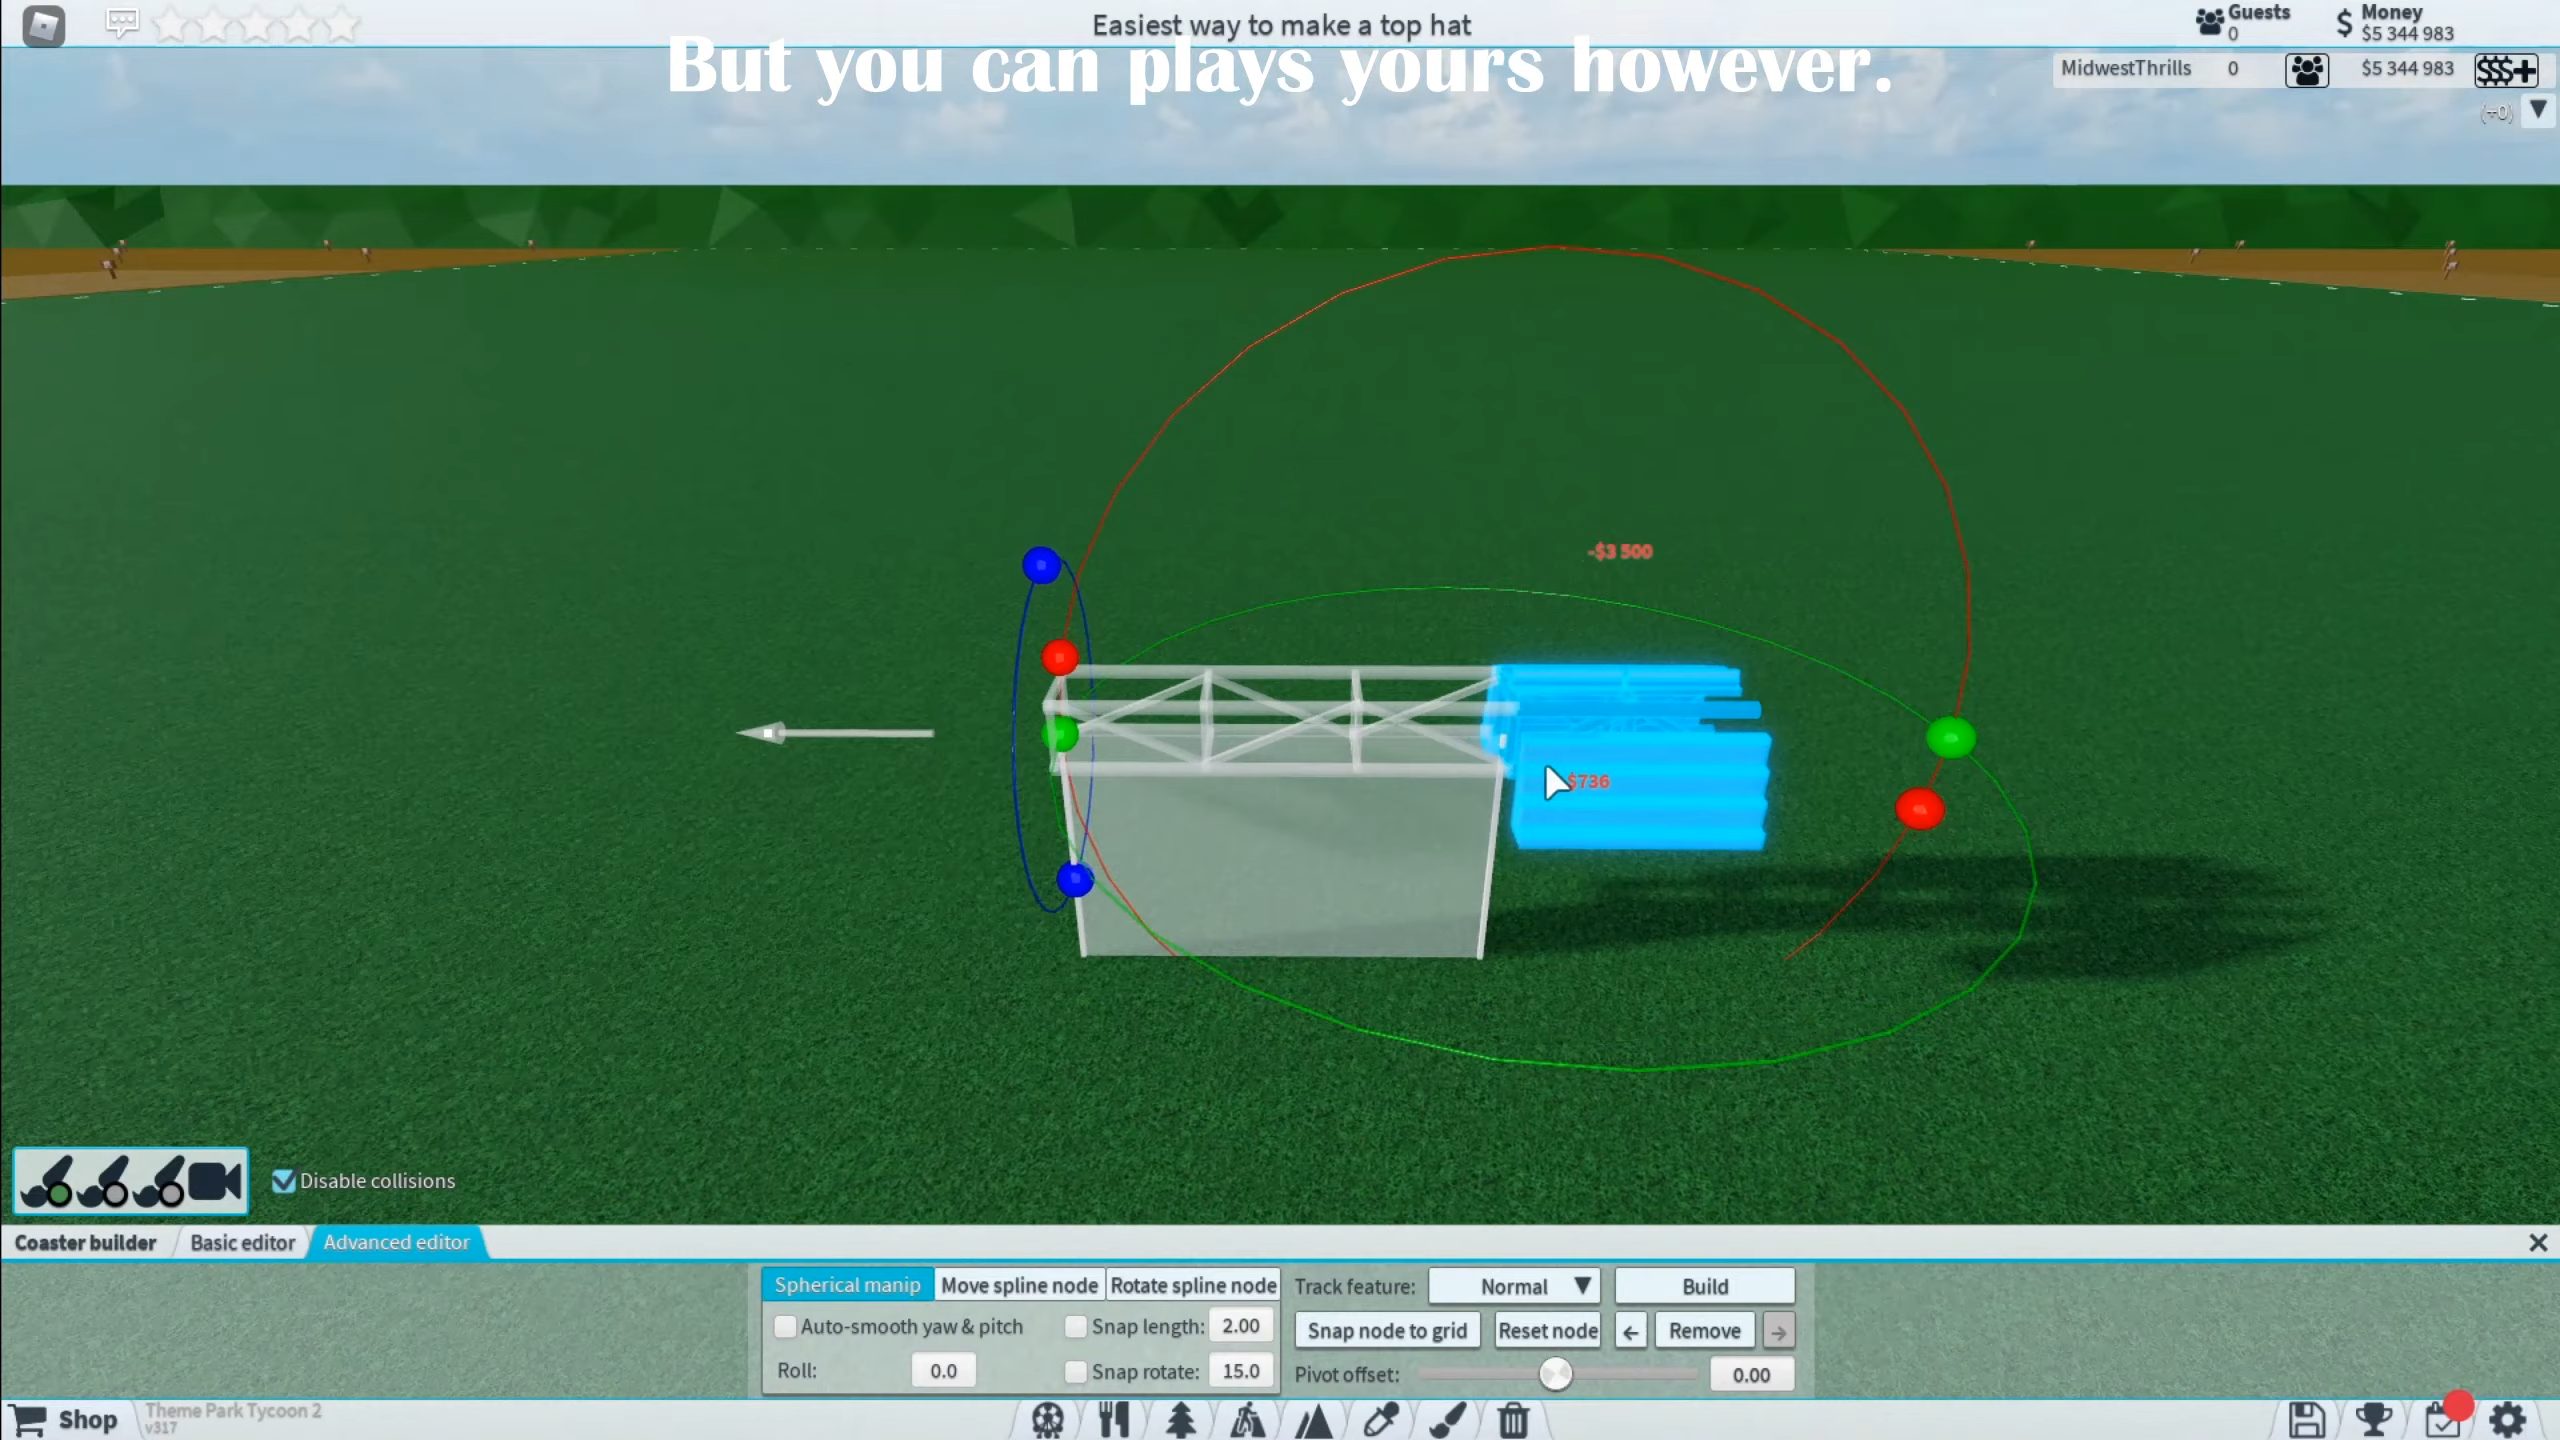 Easiest way to make a top hat
Guests
0
$ Money
$5 344 983
But you can plays yours however.
MidwestThrills 0 $5 344 983 $$$+
(+0)
-$3 500
$736
Disable collisions
Coaster builder Basic editor Advanced editor
Spherical manip Move spline node Rotate spline node Track feature: Normal Build
Auto-smooth yaw & pitch Snap length: 2.00 Snap node to grid Reset node ← Remove →
Roll: 0.0 Snap rotate: 15.0 Pivot offset: 0.00
Shop Theme Park Tycoon 2
v317